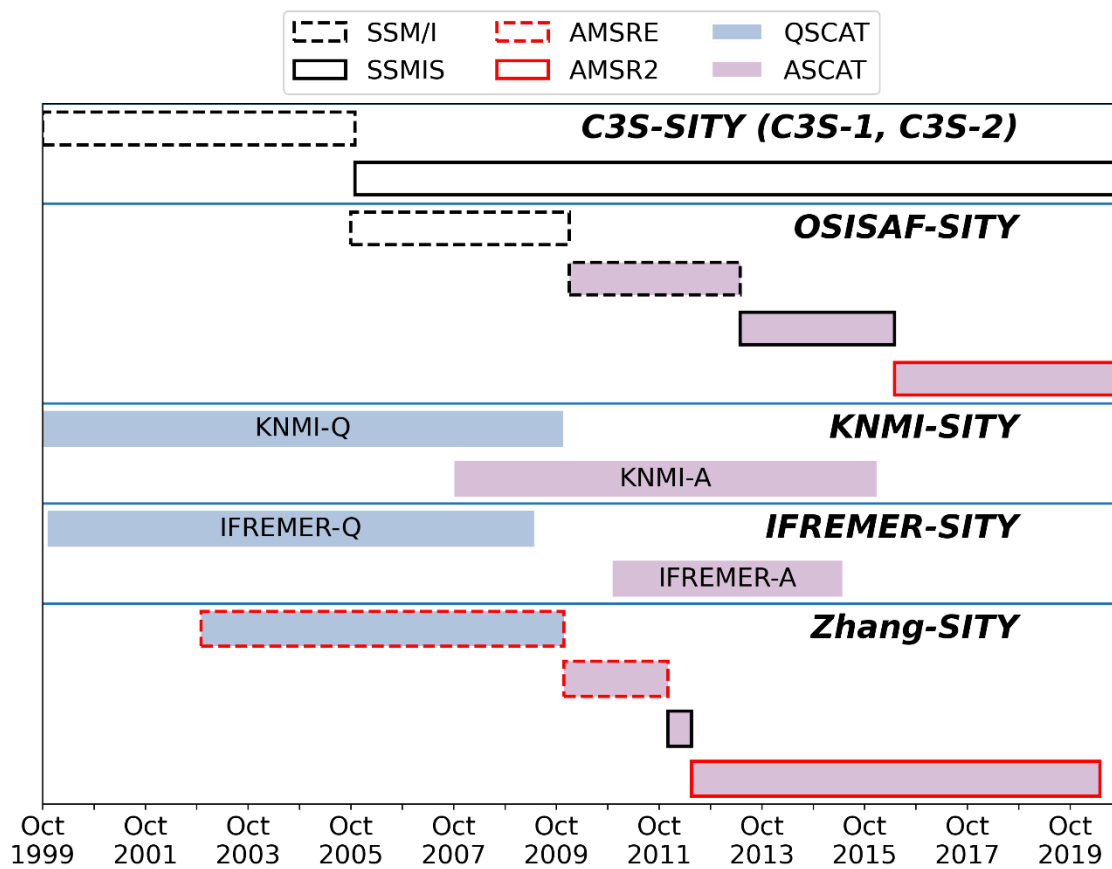 SSM/I AMSRE QSCAT
SSMIS AMSR2 ASCAT
C3S-SITY (C3S-1, C3S-2)
OSISAF-SITY
KNMI-Q
KNMI-SITY
KNMI-A
IFREMER-Q
IFREMER-SITY
IFREMER-A
Zhang-SITY
Oct Oct Oct Oct Oct Oct Oct Oct Oct Oct Oct
1999 2001 2003 2005 2007 2009 2011 2013 2015 2017 2019